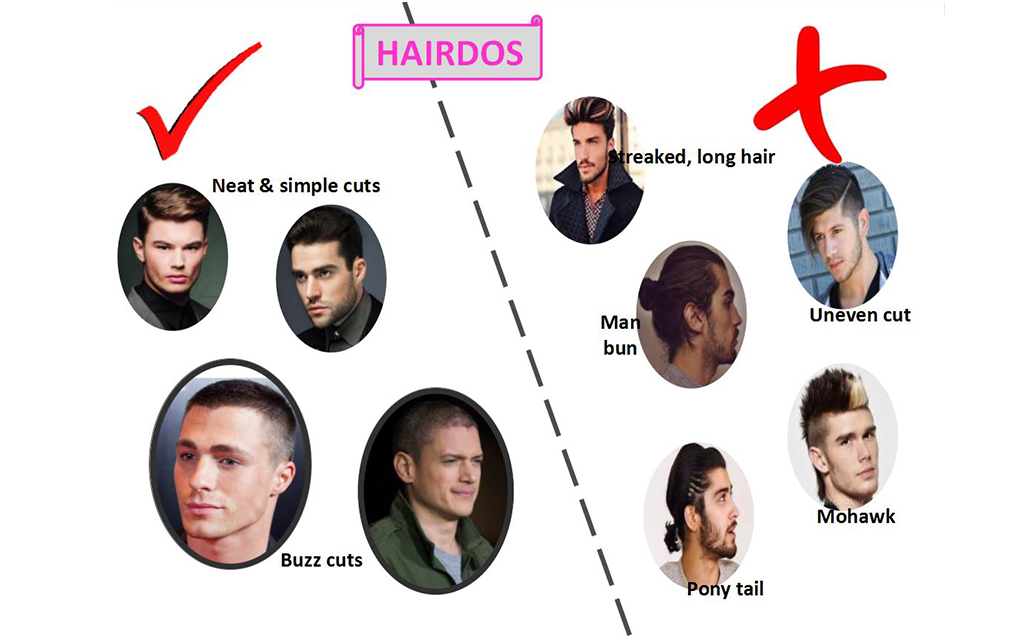 HAIRDOS
Neat & simple cuts
Buzz cuts
Streaked, long hair
Uneven cut
Man
bun
Mohawk
Pony tail